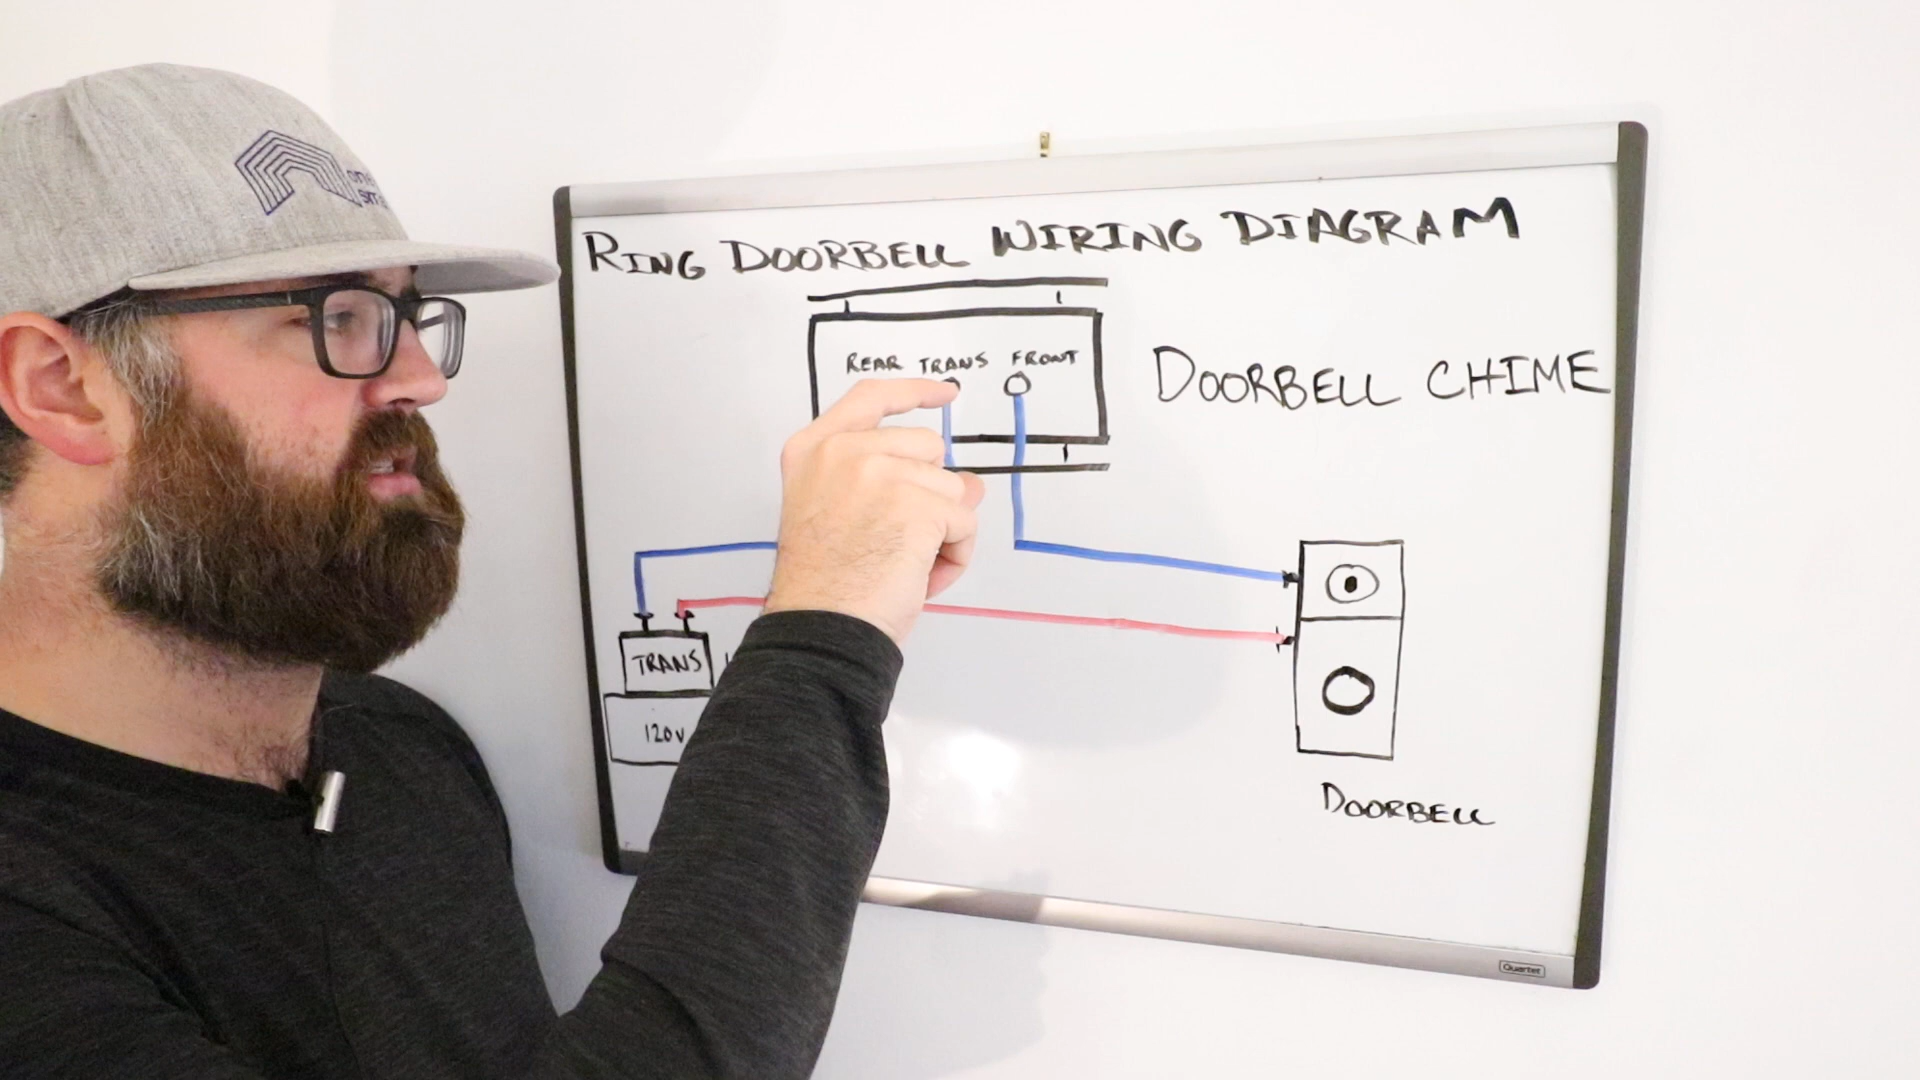 RING DOORBELL WIRING DIAGRAM
REAR TRANS FRONT
DOORBELL CHIME
TRANS
120V
DOORBELL
Quartet